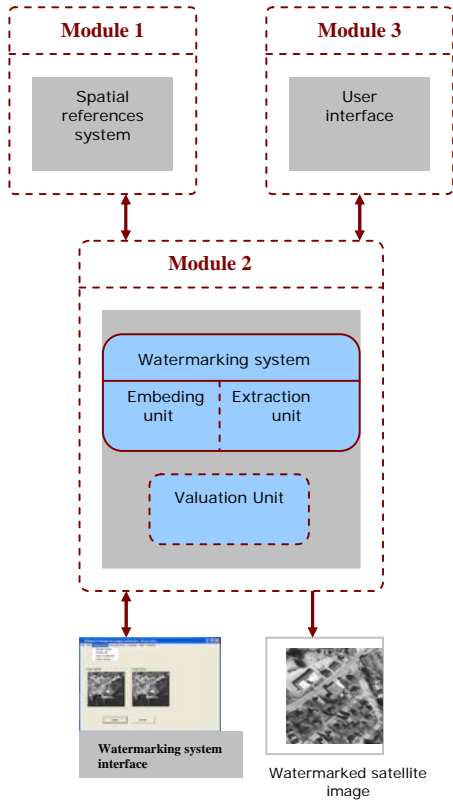 Module 1
Spatial
references
system
Module 3
User
interface
Module 2
Watermarking system
Embeding
unit
Extraction
unit
Valuation Unit
Watermarking system
interface
Watermarked satellite
image